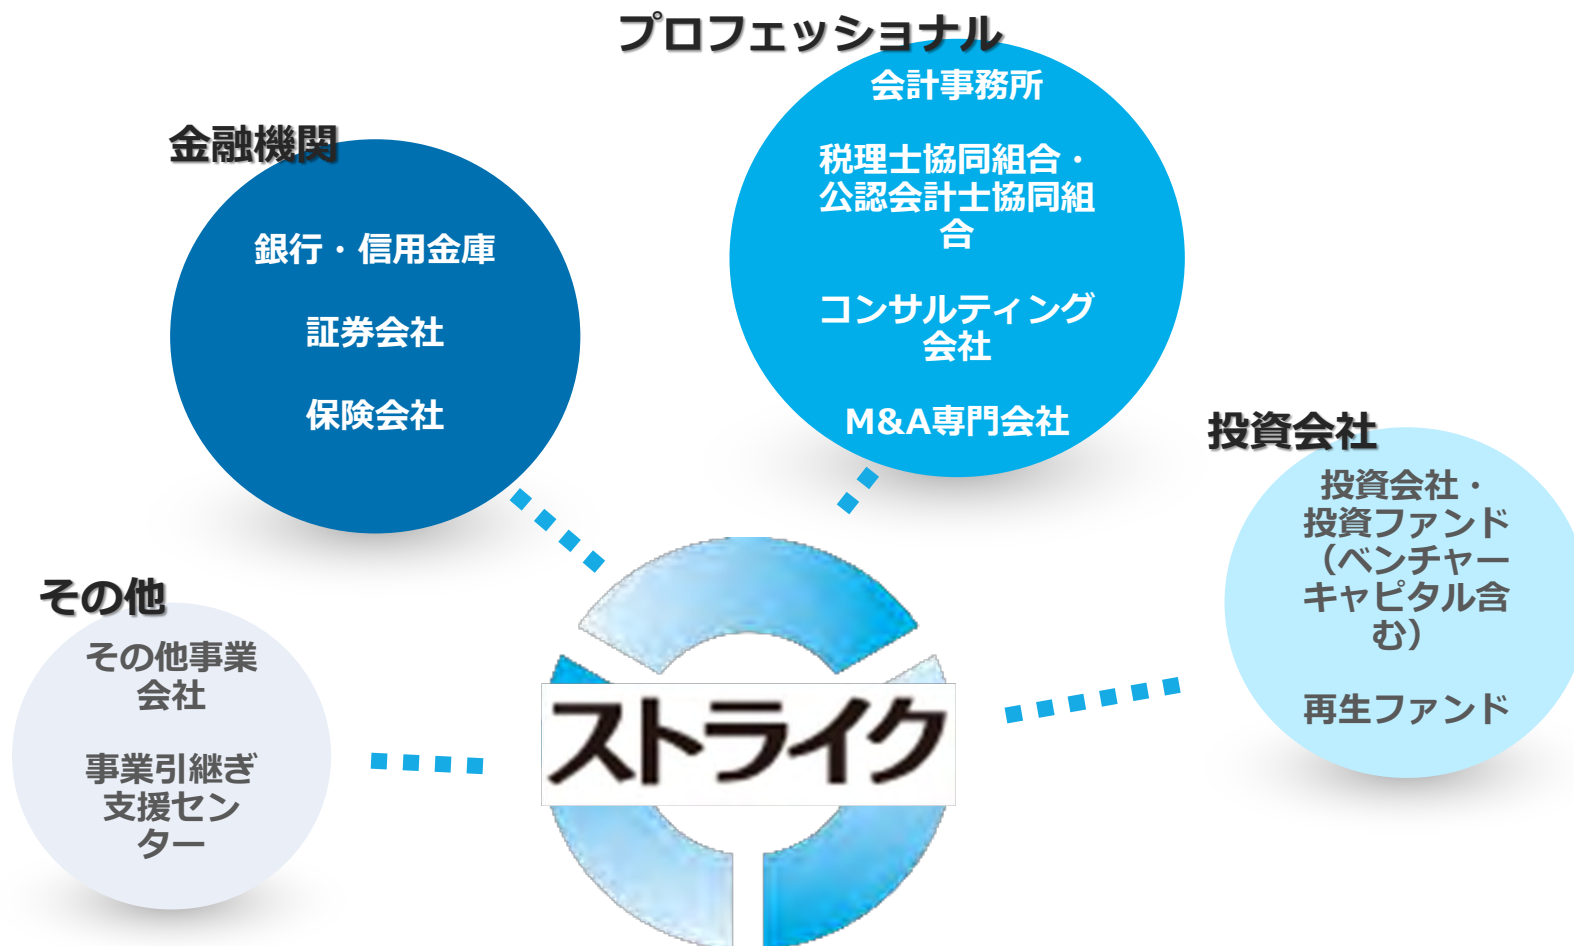 プロフェッショナル
会計事務所
税理士協同組合・
公認会計士協同組
合
コンサルティング
会社
M&A専門会社
金融機関
銀行・信用金庫
証券会社
保険会社
投資会社
投資会社・
投資ファンド
（ベンチャー
キャピタル含
む）
再生ファンド
その他
その他事業
会社
事業引継ぎ
支援セン
ター
ストライク